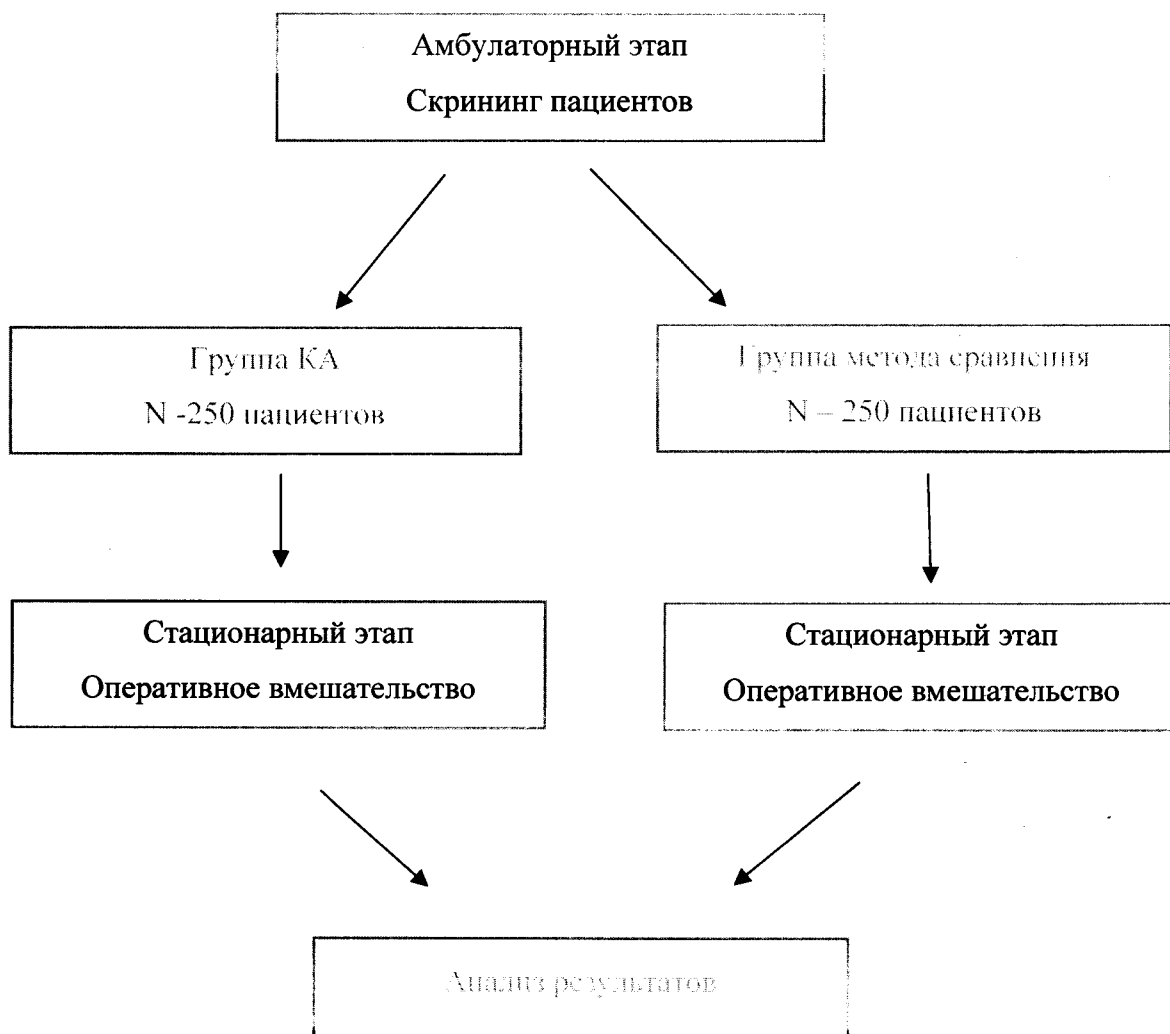 Амбулаторный этап
Скрининг пациентов
Группа КА
N -250 пациентов
Группа метода сравнения
N – 250 пациентов
Стационарный этап
Оперативное вмешательство
Стационарный этап
Оперативное вмешательство
Анализ результатов